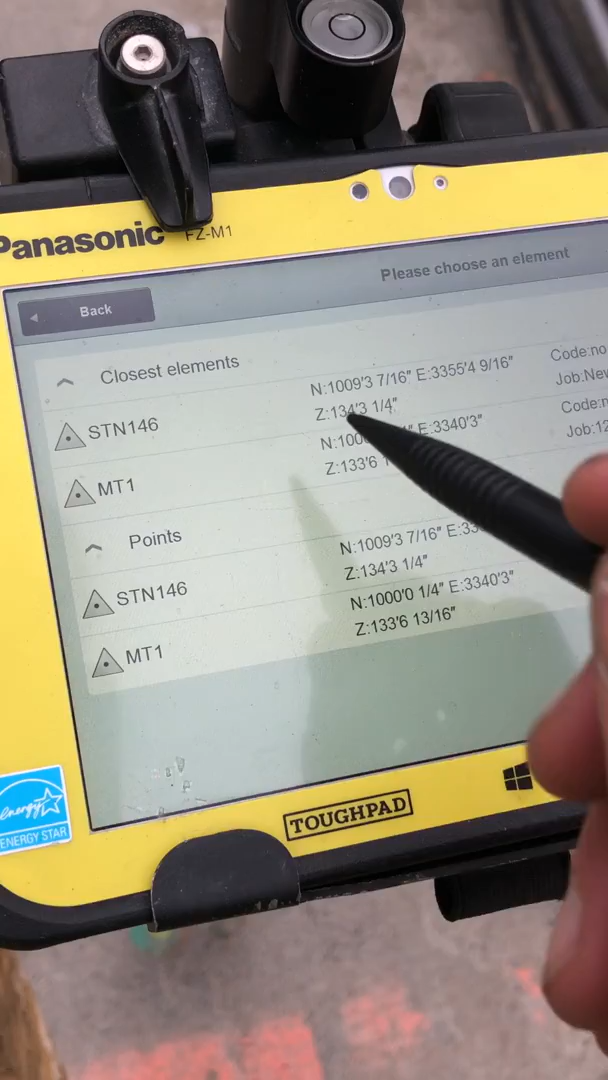 Panasonic
FZ-M1
Please choose an element
Back
Closest elements
STN146
N:1009'3 7/16" E:3355'4 9/16"
Z:134'3 1/4"
Code:no
Job:New
MT1
E:3340'3"
Z:133'6
Code:n
Job:12
Points
STN146
N:1009'3 7/16"
Z:134'3 1/4"
MT1
N:1000'0 1/4" E:3340'3"
Z:133'6 13/16"
energy
ENERGY STAR
TOUGHPAD